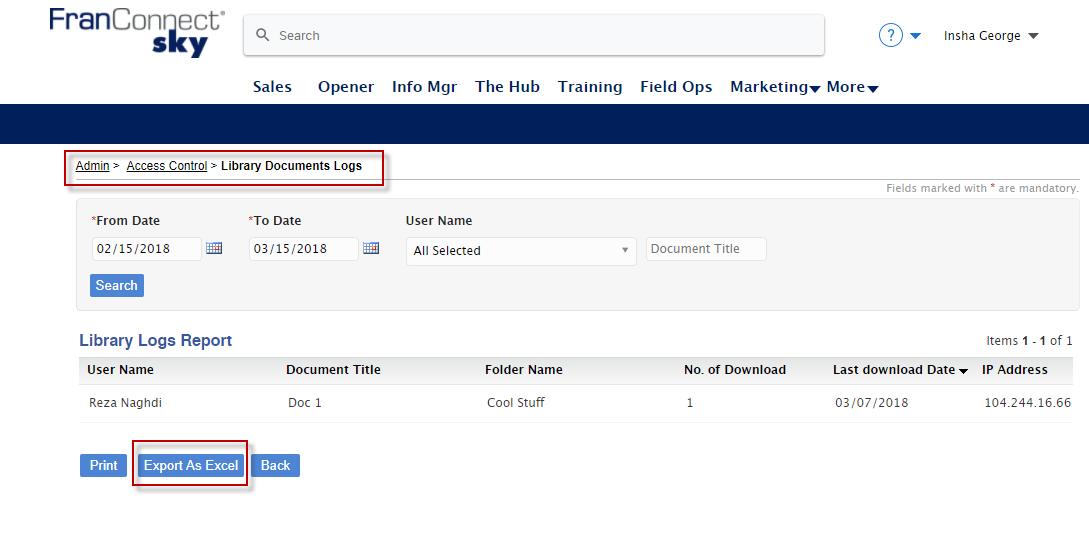 FranConnect®
sky
Search
?
Insha George
Sales Opener Info Mgr The Hub Training Field Ops Marketing More
Admin > Access Control > Library Documents Logs
Fields marked with * are mandatory.
*From Date *To Date User Name
02/15/2018 03/15/2018 All Selected Document Title
Search
Library Logs Report Items 1 - 1 of 1
User Name Document Title Folder Name No. of Download Last download Date IP Address
Reza Naghdi Doc 1 Cool Stuff 1 03/07/2018 104.244.16.66
Print Export As Excel Back